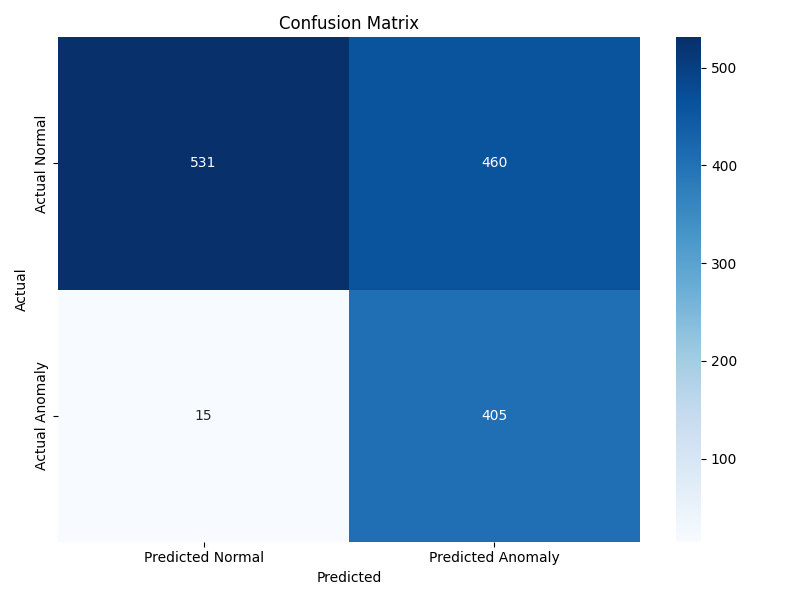 Confusion Matrix
Actual Normal
Actual
Actual Anomaly
531
460
15
405
Predicted Normal
Predicted Anomaly
Predicted
500
400
300
200
100